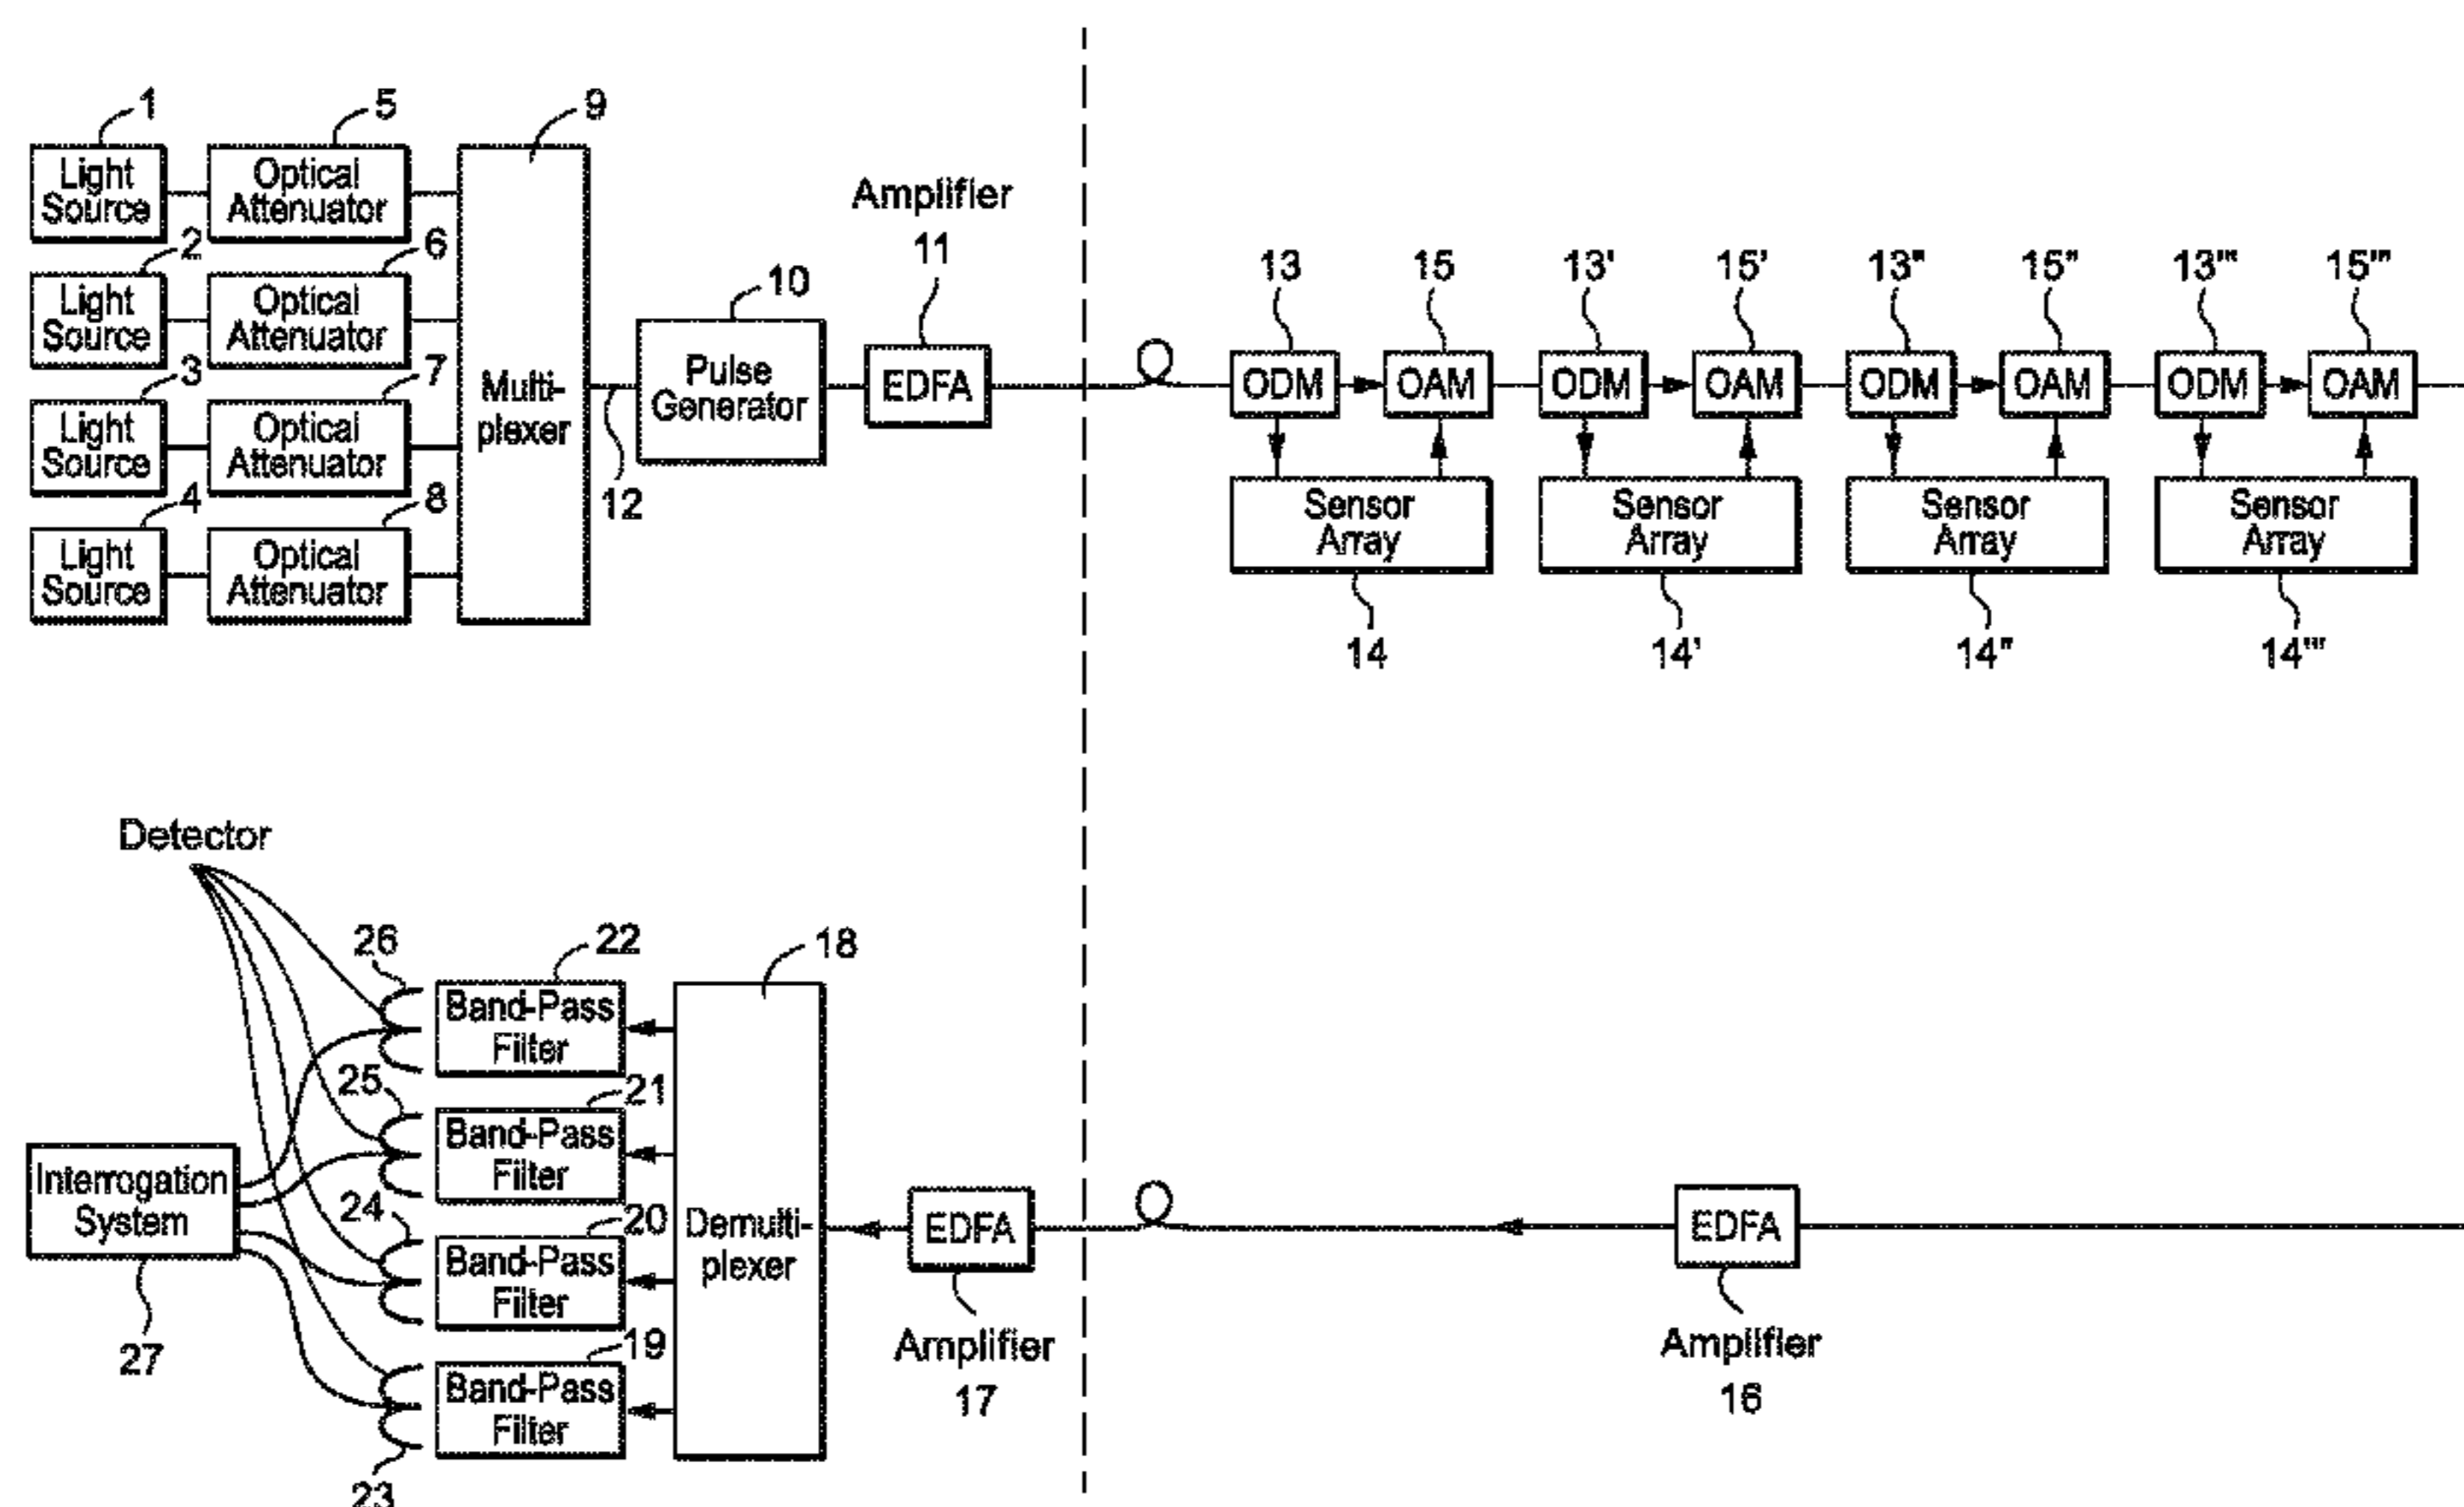 1
5
9
Light
Source
Optical
Attenuator
Amplifier
2
6
11
13
15
13'
15'
13"
15"
13'''
15'''
Light
Source
Optical
Attenuator
10
3
7
Multi-
plexer
Pulse
Generator
EDFA
ODM
OAM
ODM
OAM
ODM
OAM
ODM
OAM
Light
Source
Optical
Attenuator
4
8
12
Sensor
Array
Sensor
Array
Sensor
Array
Sensor
Array
Light
Source
Optical
Attenuator
14
14'
14"
14'''
Detector
26
22
18
Band-Pass
Filter
25
21
Band-Pass
Filter
Interrogation
System
24
20
Demulti-
plexer
EDFA
EDFA
Band-Pass
Filter
27
19
Amplifier
17
Amplifier
16
Band-Pass
Filter
23